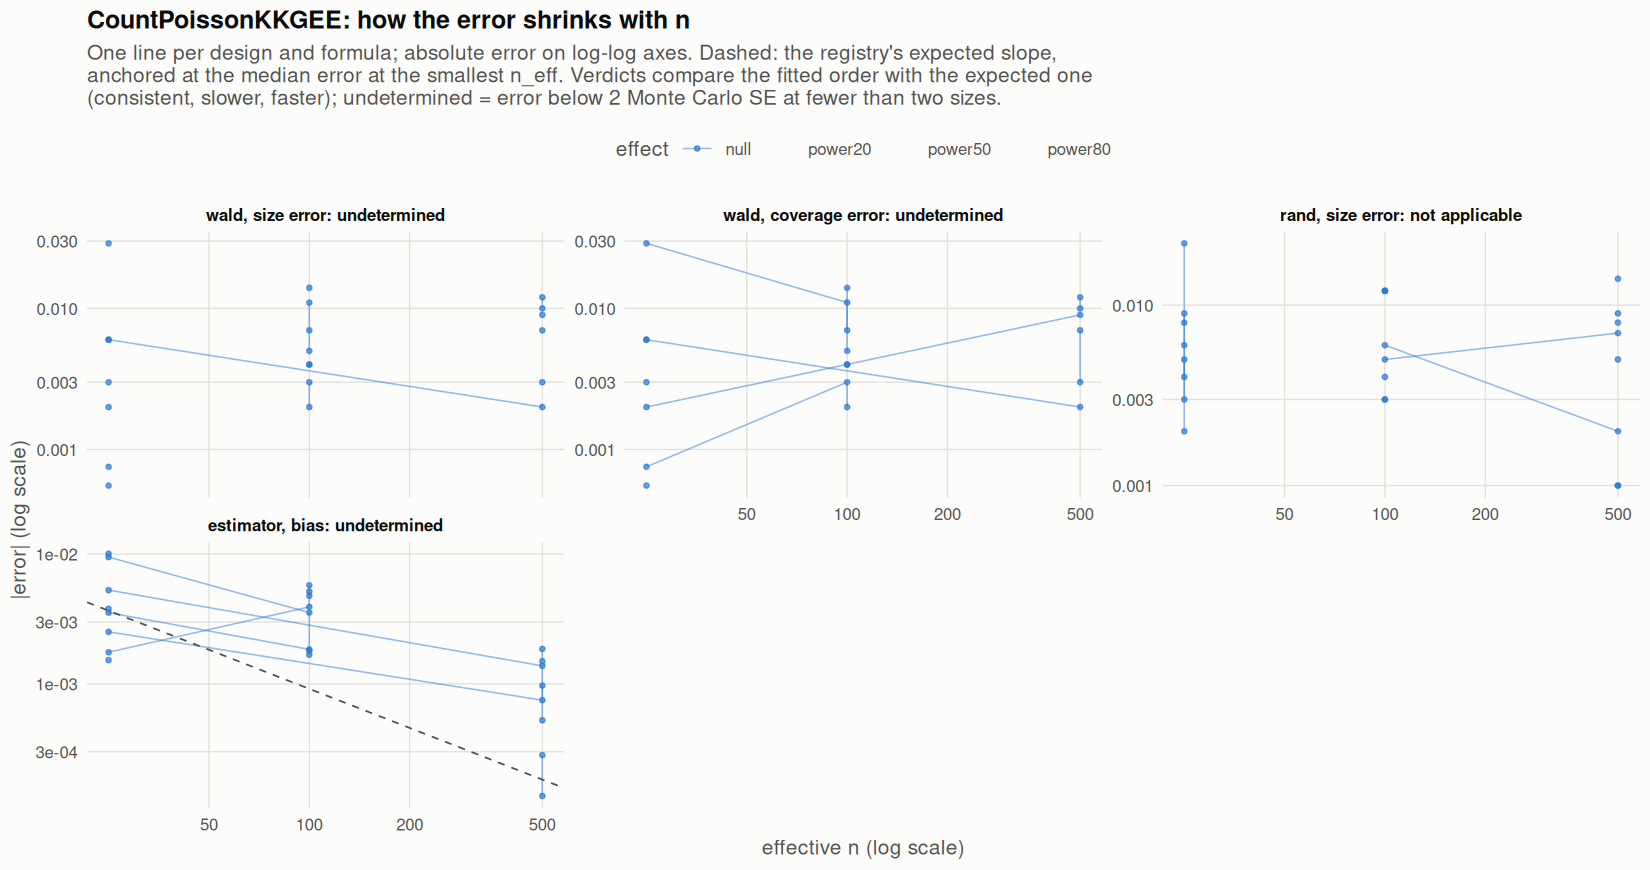 CountPoissonKKGEE: how the error shrinks with n
One line per design and formula; absolute error on log-log axes. Dashed: the registry's expected slope,
anchored at the median error at the smallest n_eff. Verdicts compare the fitted order with the expected one
(consistent, slower, faster); undetermined = error below 2 Monte Carlo SE at fewer than two sizes.
effect null power20 power50 power80
wald, size error: undetermined
0.030
0.010
0.003
0.001
wald, coverage error: undetermined
0.030
0.010
0.003
0.001
50 100 200 500
rand, size error: not applicable
0.010
0.003
0.001
50 100 200 500
estimator, bias: undetermined
1e-02
3e-03
1e-03
3e-04
50 100 200 500
|error| (log scale)
effective n (log scale)